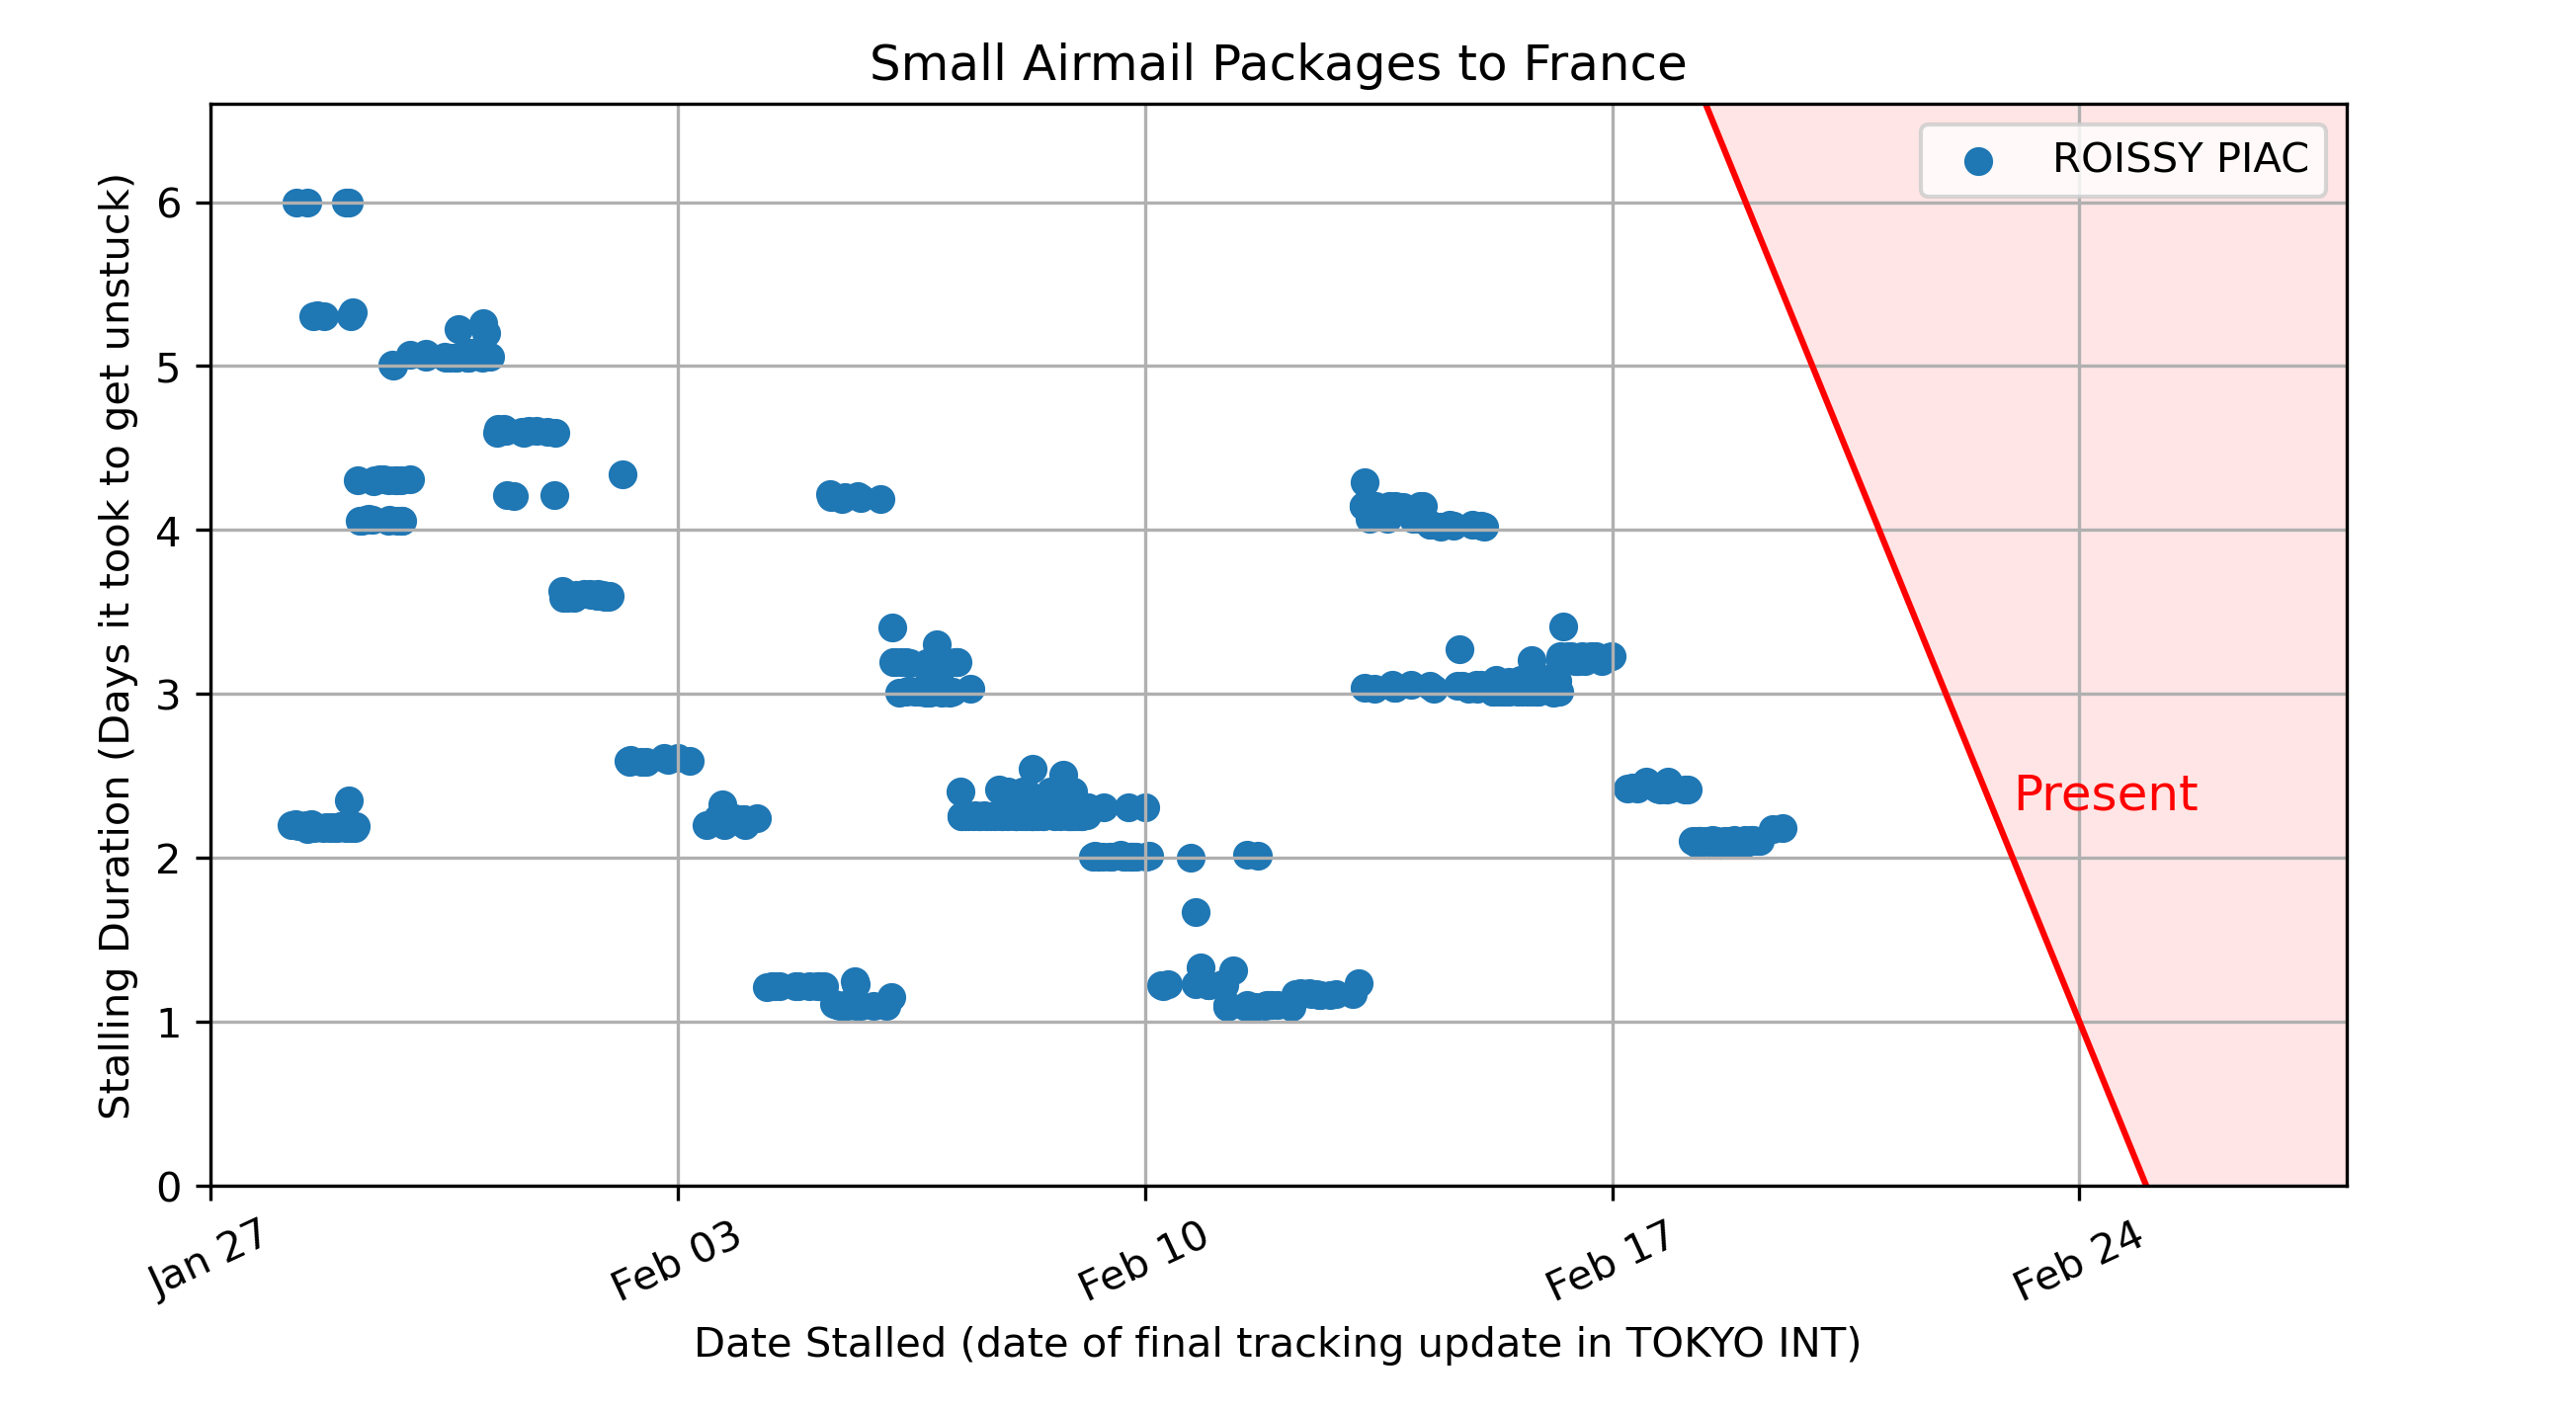 Small Airmail Packages to France
ROISSY PIAC
Stalling Duration (Days it took to get unstuck)
6
5
4
3
2
1
0
Present
Jan 27
Feb 03
Feb 10
Feb 17
Feb 24
Date Stalled (date of final tracking update in TOKYO INT)